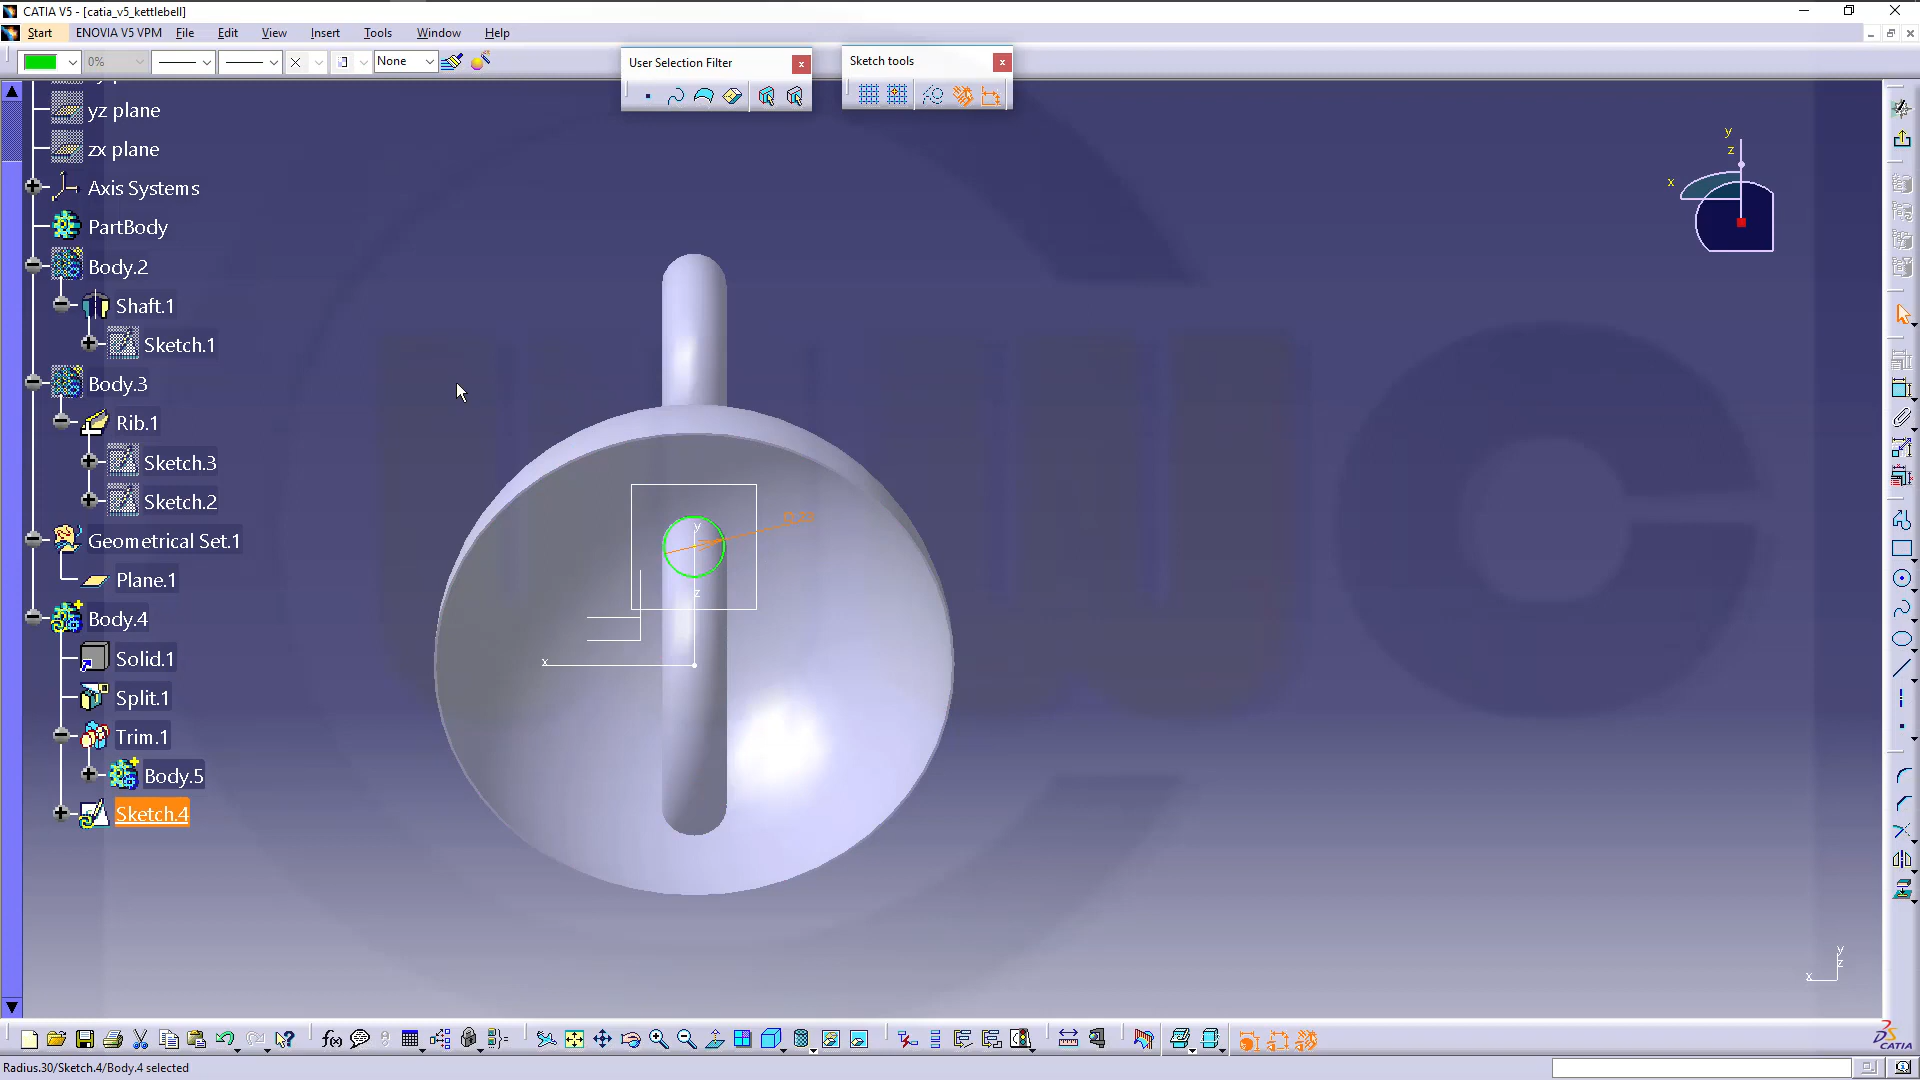 CATIA V5 - [catia_v5_kettlebell]
Start ENOVIA V5 VPM File Edit View Insert Tools Window Help
0% None
User Selection Filter
Sketch tools
yz plane
zx plane
Axis Systems
PartBody
Body.2
Shaft.1
Sketch.1
Body.3
Rib.1
Sketch.3
Sketch.2
Geometrical Set.1
Plane.1
Body.4
Solid.1
Split.1
Trim.1
Body.5
Sketch.4
y
z
x
y
z
x
y
z
x
f(x)
CATIA
Radius.30/Sketch.4/Body.4 selected